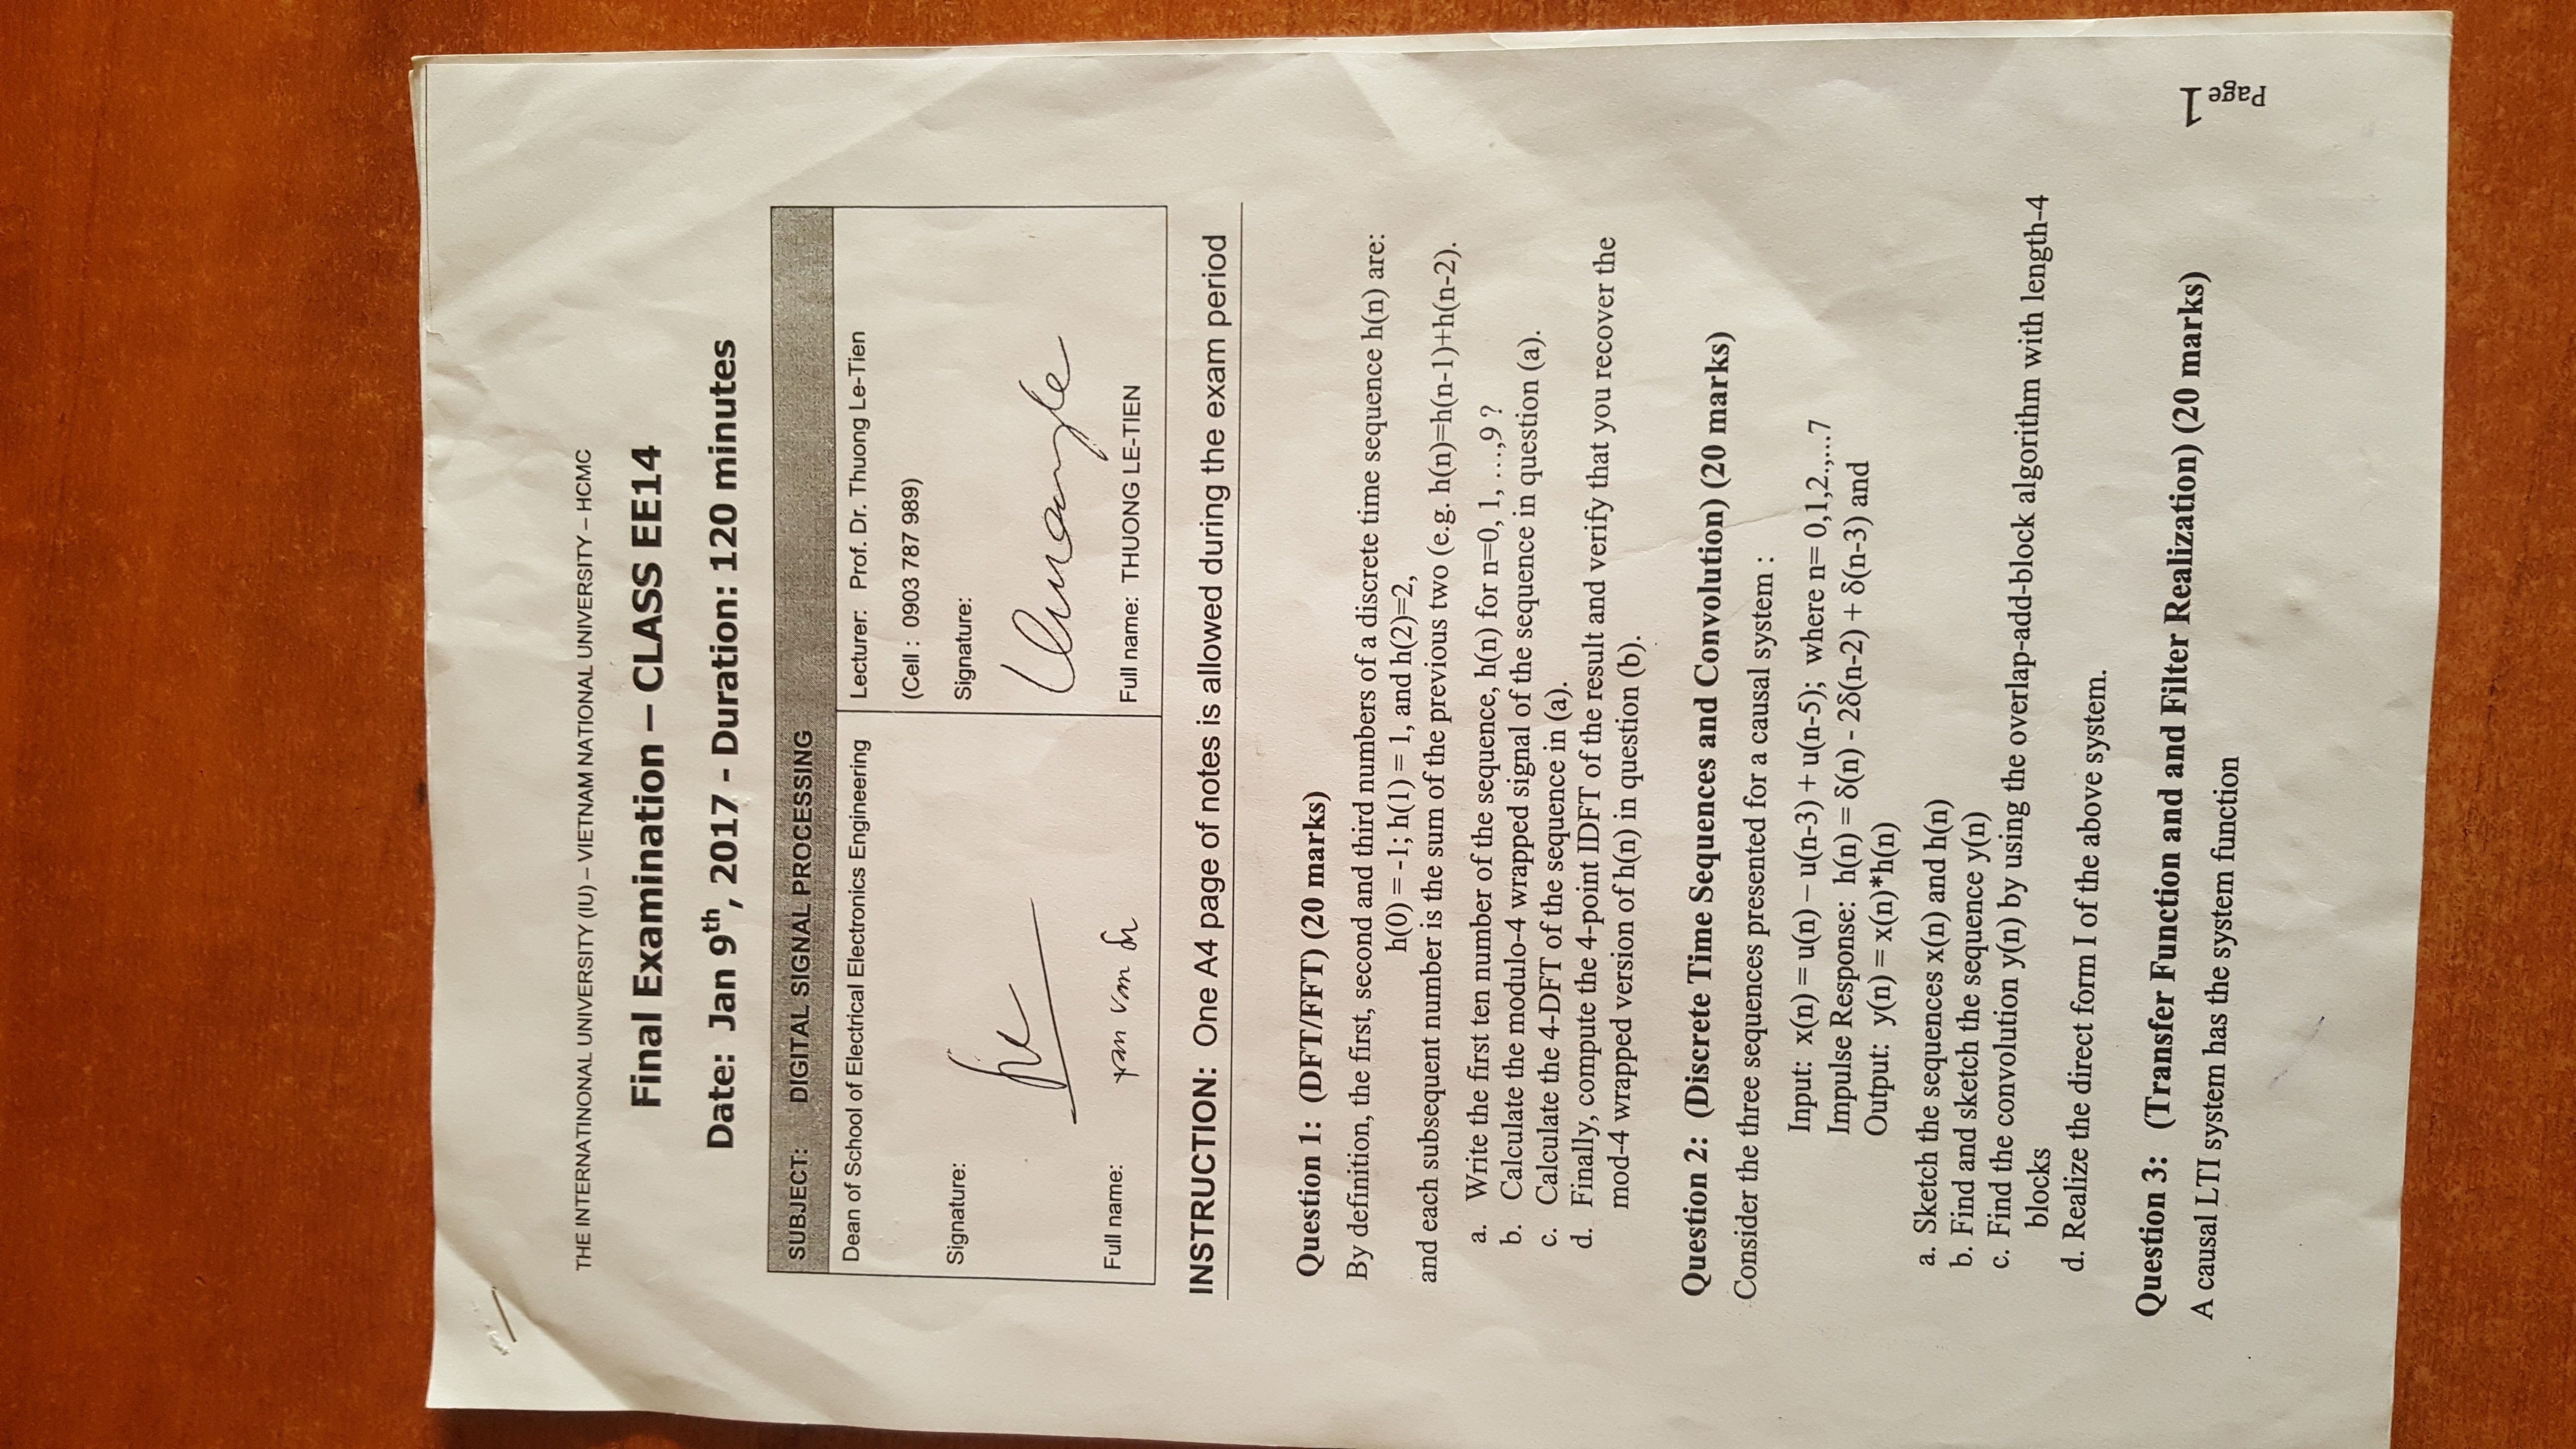 THE INTERNATINONAL UNIVERSITY (IU) – VIETNAM NATIONAL UNIVERSITY – HCMC
Final Examination – CLASS EE14
Date: Jan 9th, 2017 - Duration: 120 minutes
SUBJECT: DIGITAL SIGNAL PROCESSING
Dean of School of Electrical Electronics Engineering
Signature:
Full name:
Lecturer: Prof. Dr. Thuong Le-Tien
(Cell : 0903 787 989)
Signature:
Full name: THUONG LE-TIEN
INSTRUCTION: One A4 page of notes is allowed during the exam period
Question 1: (DFT/FFT) (20 marks)
By definition, the first, second and third numbers of a discrete time sequence h(n) are:
h(0) = -1; h(1) = 1, and h(2)=2,
and each subsequent number is the sum of the previous two (e.g. h(n)=h(n-1)+h(n-2).
a. Write the first ten number of the sequence, h(n) for n=0, 1, …,9 ?
b. Calculate the modulo-4 wrapped signal of the sequence in question (a).
c. Calculate the 4-DFT of the sequence in (a).
d. Finally, compute the 4-point IDFT of the result and verify that you recover the
mod-4 wrapped version of h(n) in question (b).
Question 2: (Discrete Time Sequences and Convolution) (20 marks)
Consider the three sequences presented for a causal system :
Input: x(n) = u(n) – u(n-3) + u(n-5); where n= 0,1,2.,...7
Impulse Response: h(n) = δ(n) - 2δ(n-2) + δ(n-3) and
Output: y(n) = x(n)*h(n)
a. Sketch the sequences x(n) and h(n)
b. Find and sketch the sequence y(n)
c. Find the convolution y(n) by using the overlap-add-block algorithm with length-4
blocks
d. Realize the direct form I of the above system.
Question 3: (Transfer Function and and Filter Realization) (20 marks)
A causal LTI system has the system function
Page 1